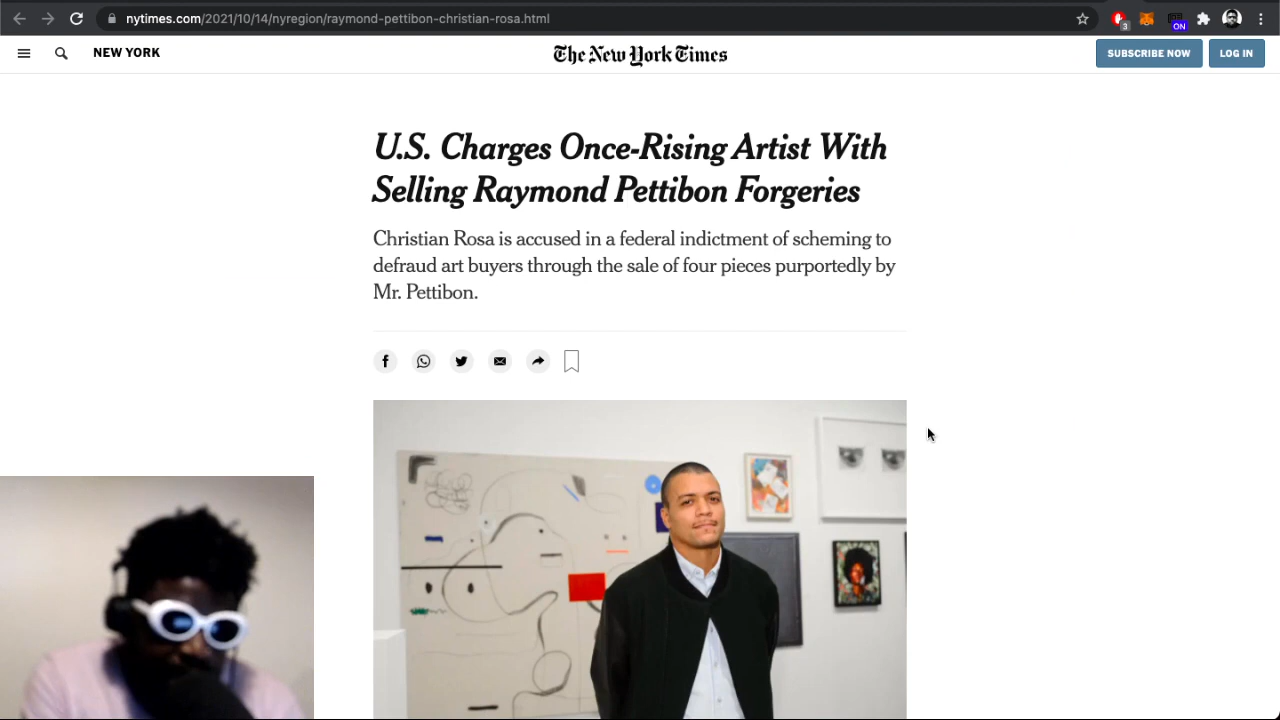 nytimes.com/2021/10/14/nyregion/raymond-pettibon-christian-rosa.html
3
ON
NEW YORK
The New York Times
SUBSCRIBE NOW
LOG IN
U.S. Charges Once-Rising Artist With
Selling Raymond Pettibon Forgeries
Christian Rosa is accused in a federal indictment of scheming to
defraud art buyers through the sale of four pieces purportedly by
Mr. Pettibon.